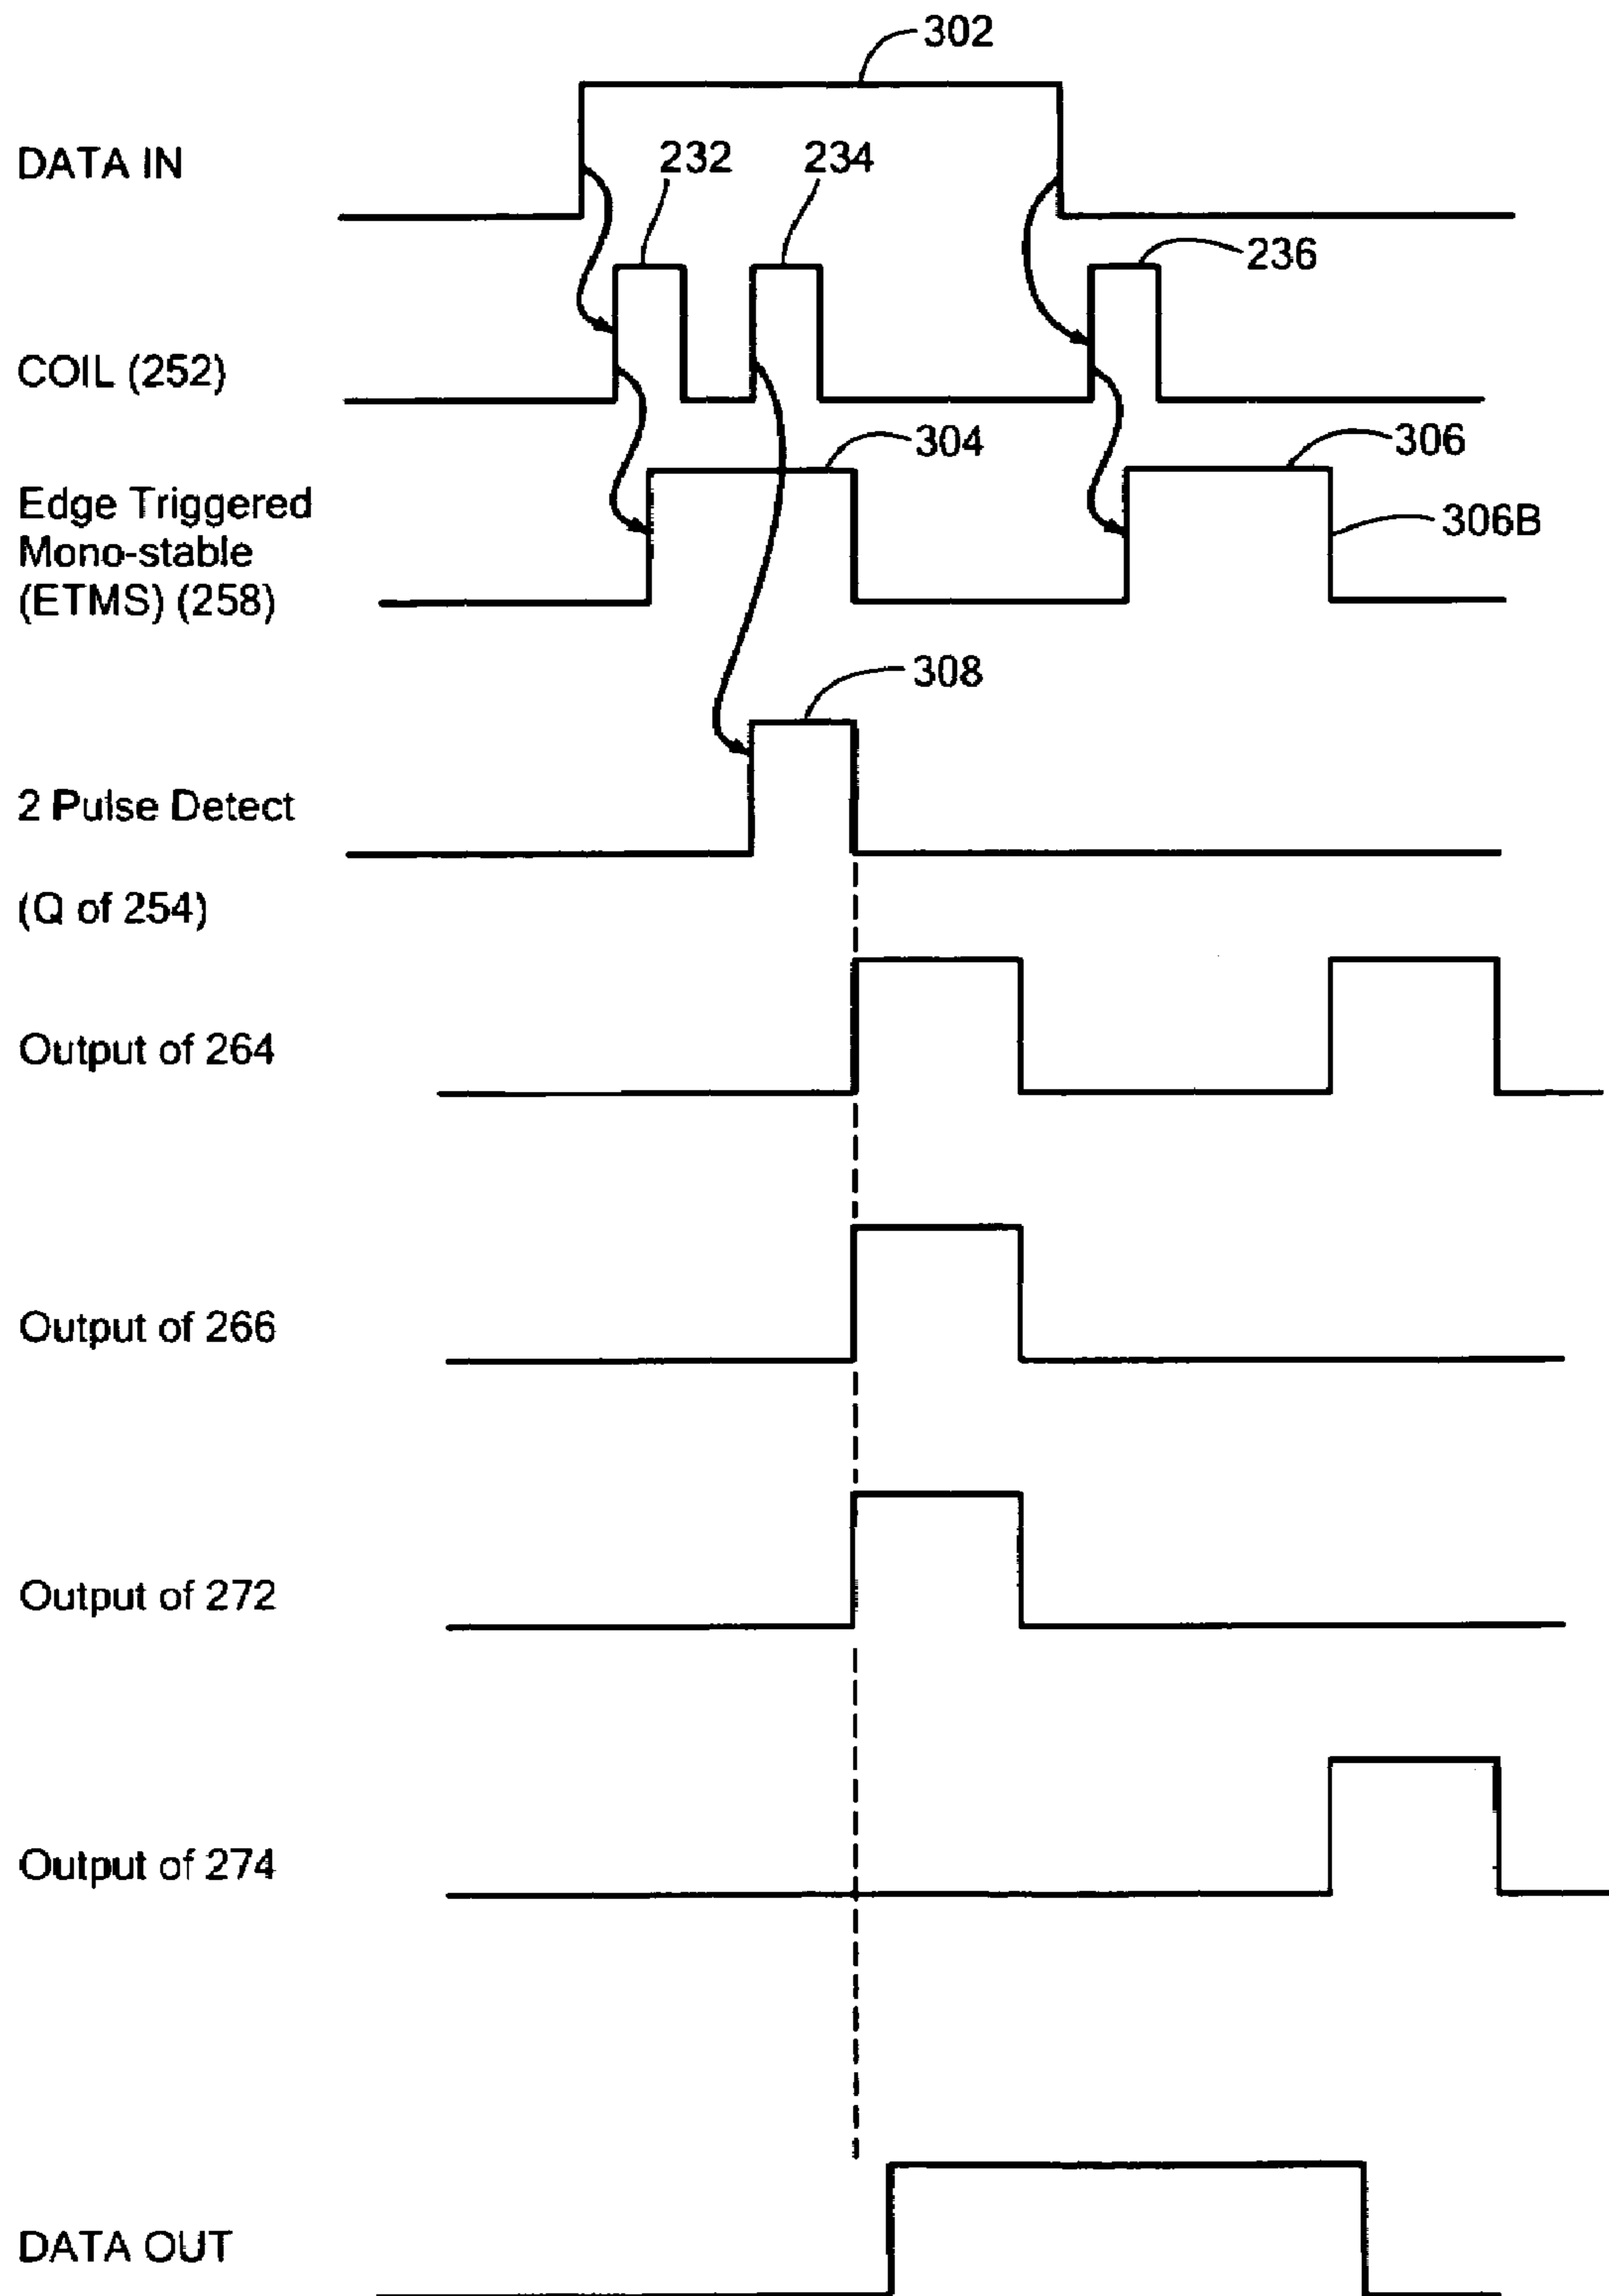 302
DATA IN
232
234
236
COIL (252)
304
306
Edge Triggered
Mono-stable
(ETMS) (258)
306B
308
2 Pulse Detect
(Q of 254)
Output of 264
Output of 266
Output of 272
Output of 274
DATA OUT